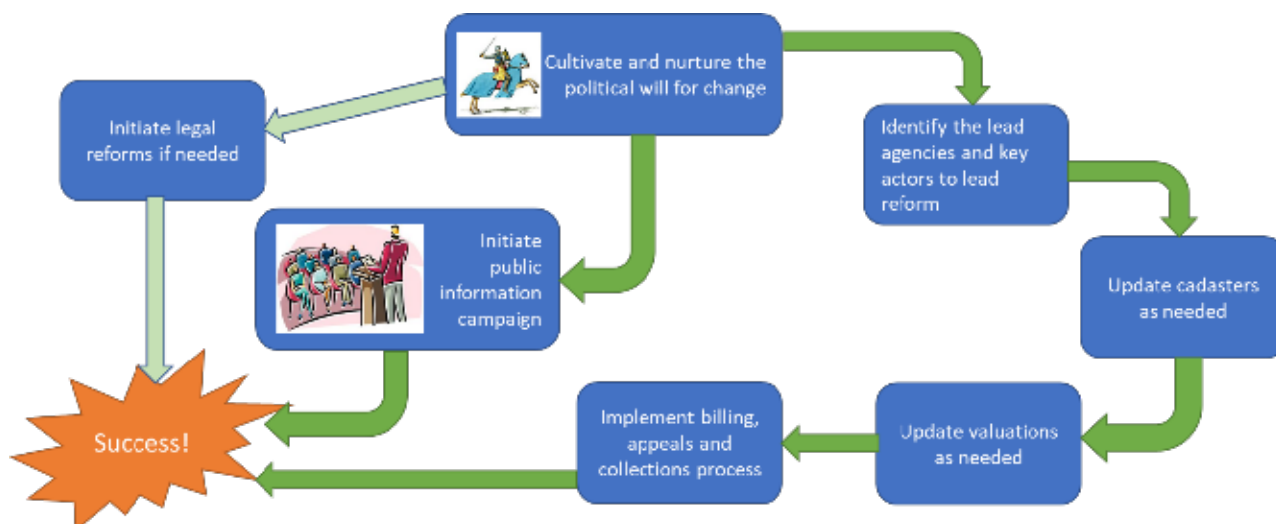 Cultivate and nurture the
political will for change
Initiate legal
reforms if needed
Identify the lead
agencies and key
actors to lead
reform
Initiate
public
information
campaign
Update cadasters
as needed
Implement billing,
appeals and
collections process
Update valuations
as needed
Success!